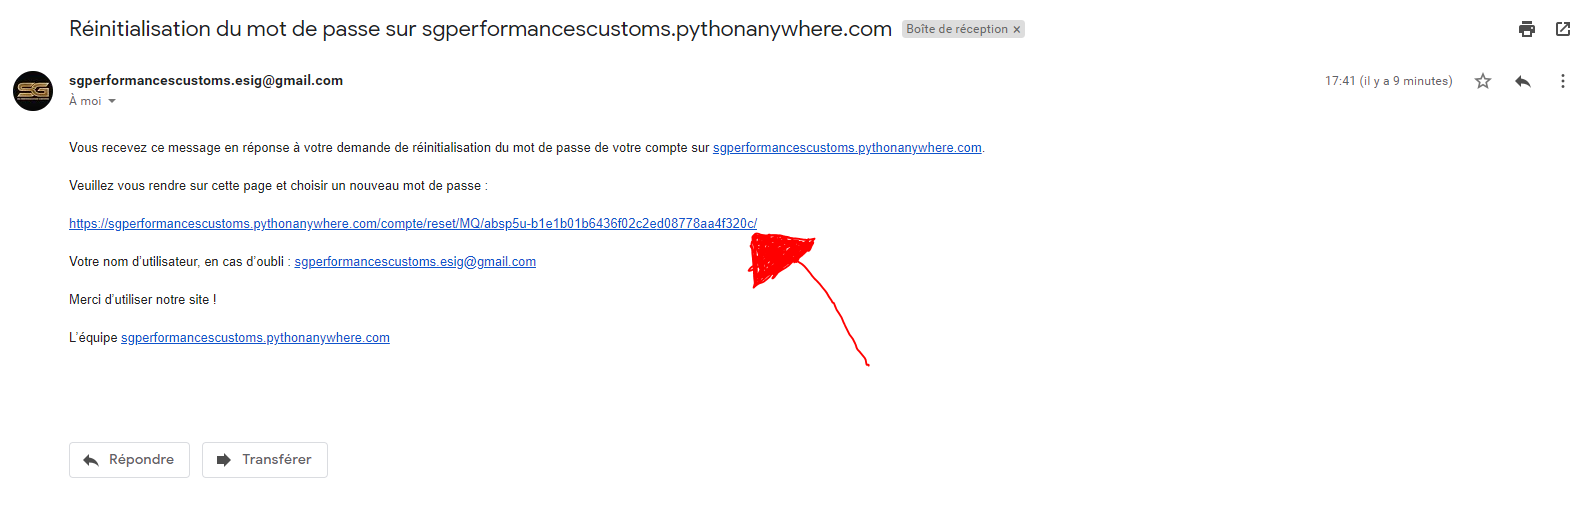 Réinitialisation du mot de passe sur sgperformancescustoms.pythonanywhere.com Boîte de réception ×
SG
sgperformancescustoms.esig@gmail.com 17:41 (il y a 9 minutes)
À moi
Vous recevez ce message en réponse à votre demande de réinitialisation du mot de passe de votre compte sur sgperformancescustoms.pythonanywhere.com.
Veuillez vous rendre sur cette page et choisir un nouveau mot de passe :
https://sgperformancescustoms.pythonanywhere.com/compte/reset/MQ/absp5u-b1e1b01b6436f02c2ed08778aa4f320c/
Votre nom d’utilisateur, en cas d’oubli : sgperformancescustoms.esig@gmail.com
Merci d’utiliser notre site !
L’équipe sgperformancescustoms.pythonanywhere.com
Répondre Transférer